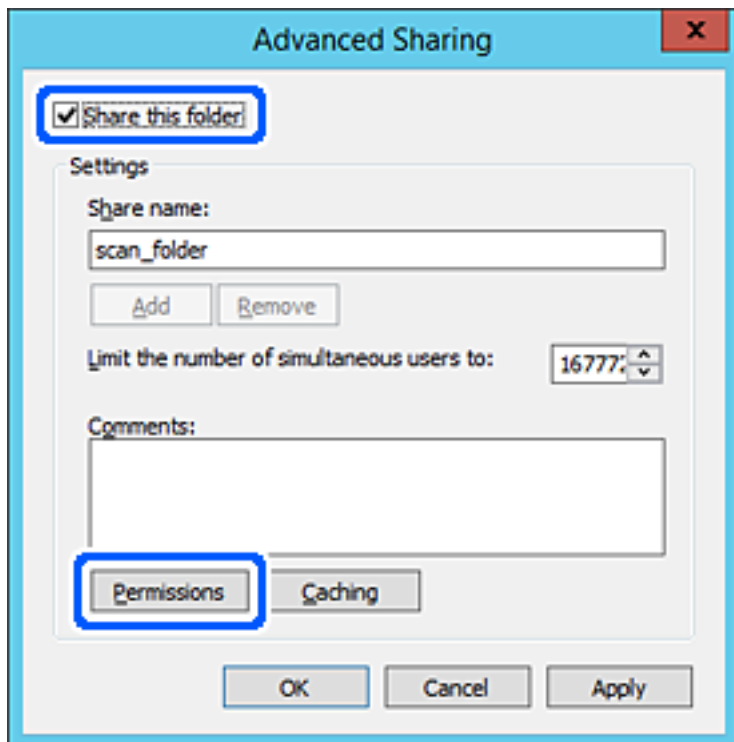 Advanced Sharing
x
Share this folder
Settings
Share name:
scan_folder
Add Remove
Limit the number of simultaneous users to:
Comments:
Permissions Caching
OK Cancel Apply